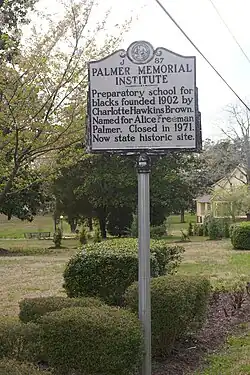 J
87
PALMER MEMORIAL
INSTITUTE
Preparatory school for
blacks founded 1902 by
Charlotte Hawkins Brown.
Named for Alice Freeman
Palmer. Closed in 1971.
Now state historic site.